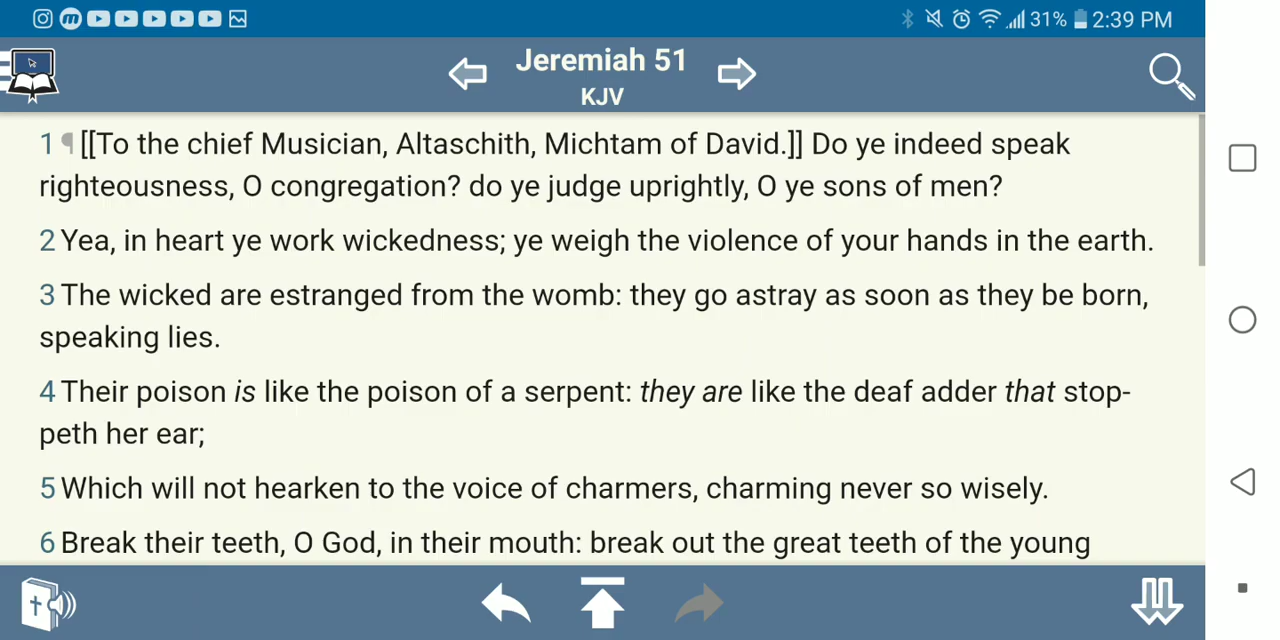 31% 2:39 PM
Jeremiah 51
KJV
1 ¶ [[To the chief Musician, Altaschith, Michtam of David.]] Do ye indeed speak
righteousness, O congregation? do ye judge uprightly, O ye sons of men?
2 Yea, in heart ye work wickedness; ye weigh the violence of your hands in the earth.
3 The wicked are estranged from the womb: they go astray as soon as they be born,
speaking lies.
4 Their poison is like the poison of a serpent: they are like the deaf adder that stop-
peth her ear;
5 Which will not hearken to the voice of charmers, charming never so wisely.
6 Break their teeth, O God, in their mouth: break out the great teeth of the young